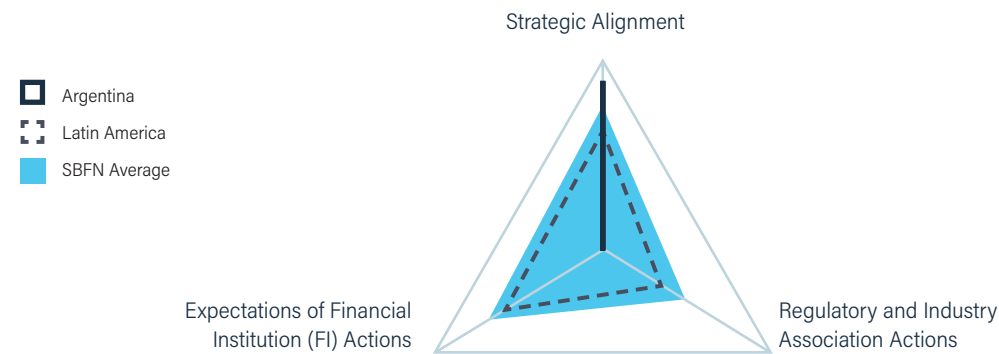 Strategic Alignment
Argentina
Latin America
SBFN Average
Expectations of Financial
Institution (FI) Actions
Regulatory and Industry
Association Actions